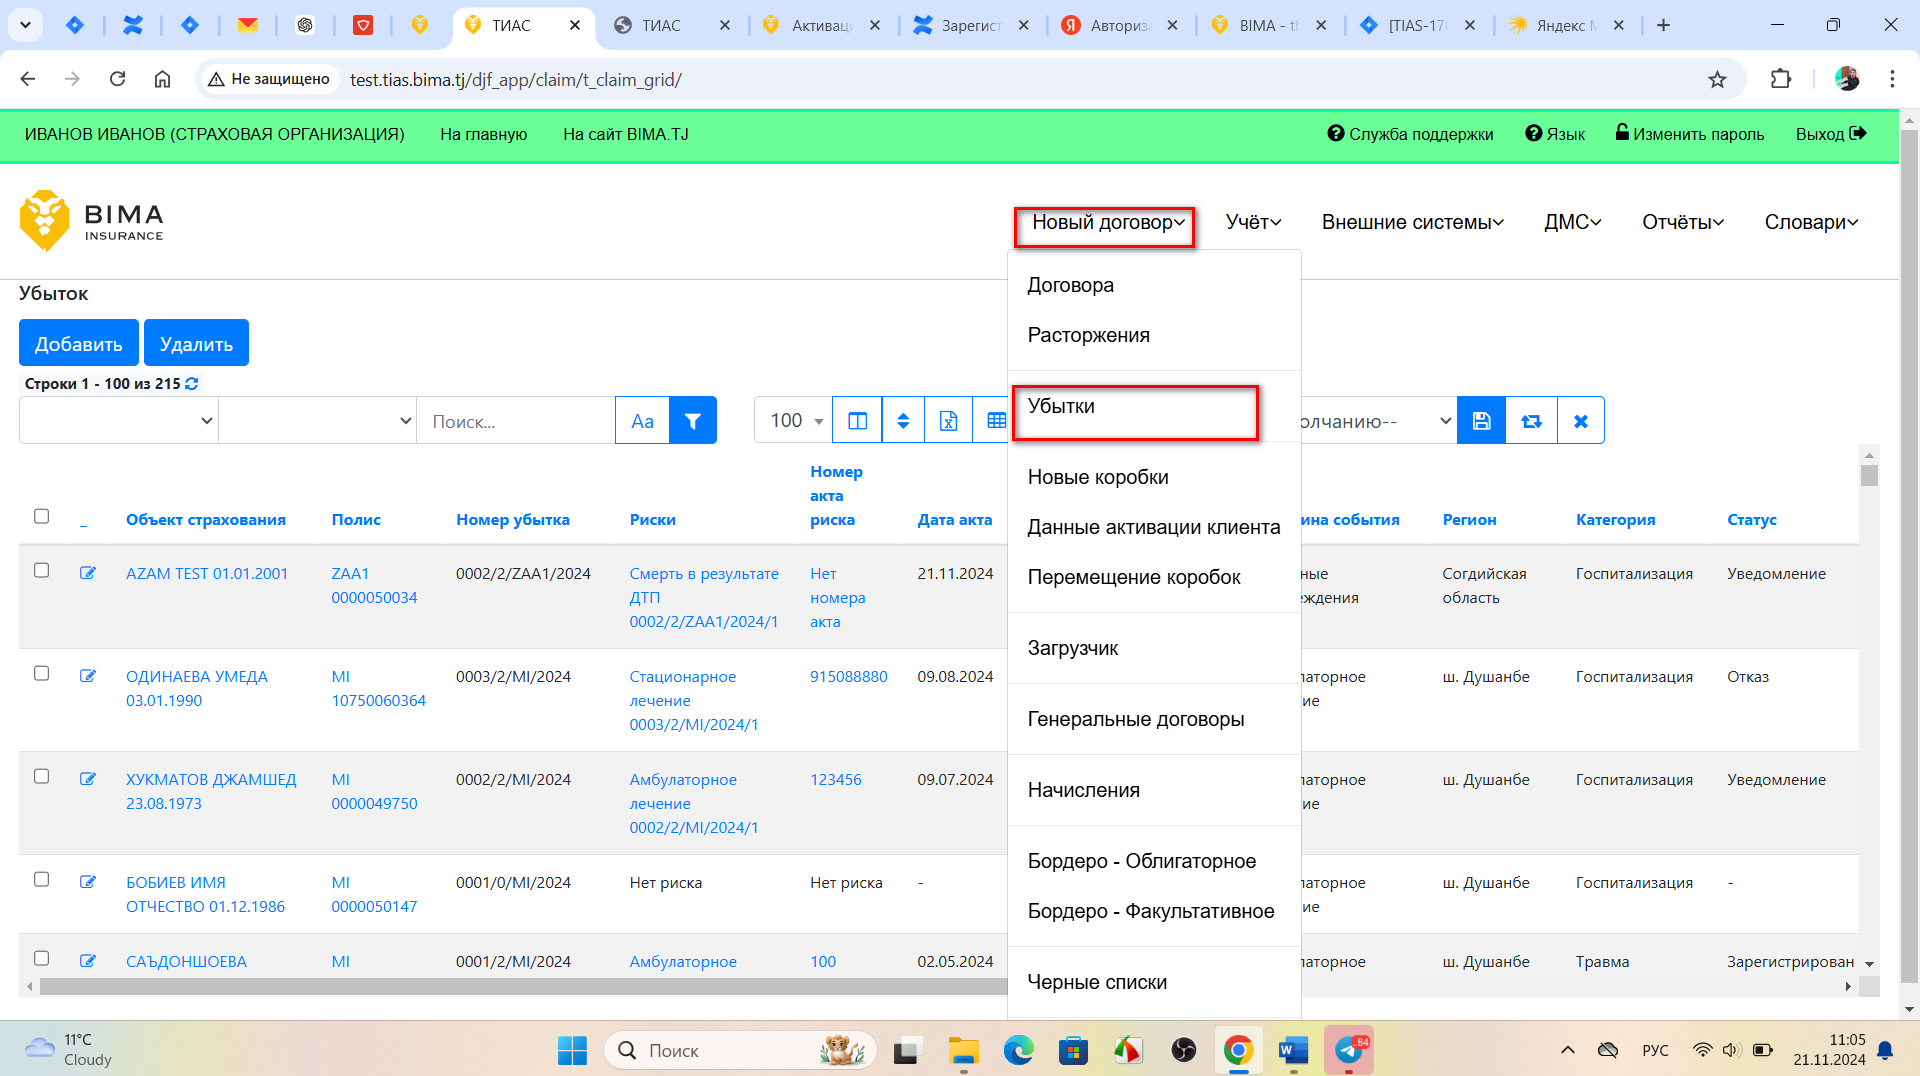 ТИАС
ТИАС
Активаци
Зарегист
Авториза
BIMA - th
[TIAS-170
Яндекс М
Не защищено
test.tias.bima.tj/djf_app/claim/t_claim_grid/
ИВАНОВ ИВАНОВ (СТРАХОВАЯ ОРГАНИЗАЦИЯ)
На главную
На сайт BIMA.TJ
Служба поддержки
Язык
Изменить пароль
Выход
BIMA
INSURANCE
Новый договор
Учёт
Внешние системы
ДМС
Отчёты
Словари
Договора
Расторжения
Убытки
Новые коробки
Данные активации клиента
Перемещение коробок
Загрузчик
Генеральные договоры
Начисления
Бордеро - Облигаторное
Бордеро - Факультативное
Черные списки
Убыток
Добавить
Удалить
Строки 1 - 100 из 215
Поиск...
Aa
100
олчанию--
_
Объект страхования
Полис
Номер убытка
Риски
Номер
акта
риска
Дата акта
ина события
Регион
Категория
Статус
AZAM TEST 01.01.2001
ZAA1
0000050034
0002/2/ZAA1/2024
Смерть в результате
ДТП
0002/2/ZAA1/2024/1
Нет
номера
акта
21.11.2024
ные
еждения
Согдийская
область
Госпитализация
Уведомление
ОДИНАЕВА УМЕДА
03.01.1990
MI
10750060364
0003/2/MI/2024
Стационарное
лечение
0003/2/MI/2024/1
915088880
09.08.2024
латорное
ие
ш. Душанбе
Госпитализация
Отказ
ХУКМАТОВ ДЖАМШЕД
23.08.1973
MI
0000049750
0002/2/MI/2024
Амбулаторное
лечение
0002/2/MI/2024/1
123456
09.07.2024
латорное
ие
ш. Душанбе
Госпитализация
Уведомление
БОБИЕВ ИМЯ
ОТЧЕСТВО 01.12.1986
MI
0000050147
0001/0/MI/2024
Нет риска
Нет риска
-
латорное
ие
ш. Душанбе
Госпитализация
-
САЪДОНШОЕВА
MI
0001/2/MI/2024
Амбулаторное
100
02.05.2024
латорное
ш. Душанбе
Травма
Зарегистрирован
11°C
Cloudy
Поиск
84
РУС
11:05
21.11.2024